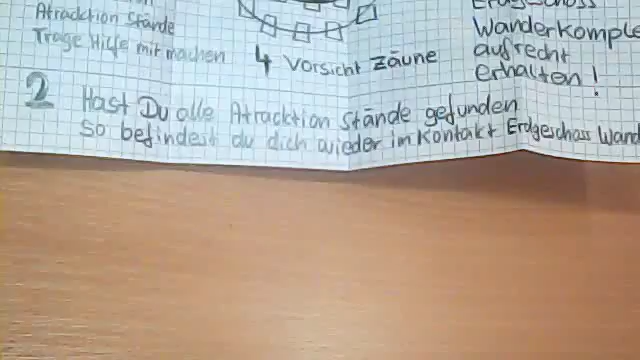 Atracktion Stände
Trage Hilfe mit machen
4 Vorsicht Zäune
Wanderkomple
aufrecht
erhalten!
2 Hast Du alle Atracktion Stände gefunden
so befindest du dich wieder im Kontakt Erdgeschoss Wand